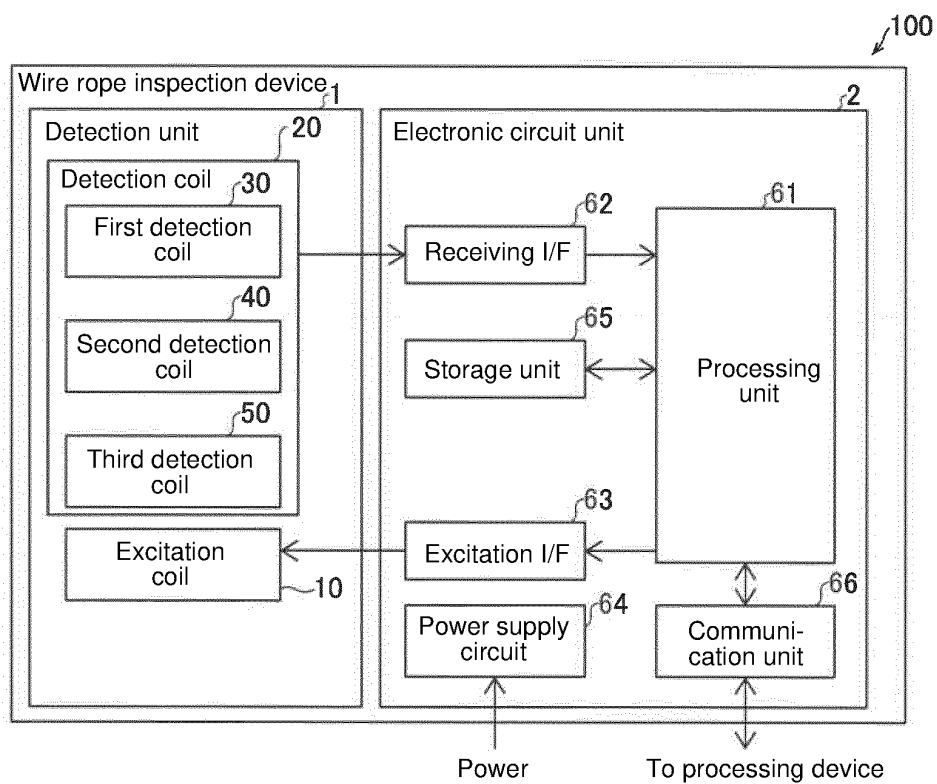 100
Wire rope inspection device
1
Detection unit
20
Detection coil
30
First detection
coil
40
Second detection
coil
50
Third detection
coil
Excitation
coil
10
2
Electronic circuit unit
62
Receiving I/F
61
65
Storage unit
Processing
unit
63
Excitation I/F
64
Power supply
circuit
66
Communi-
cation unit
Power
To processing device